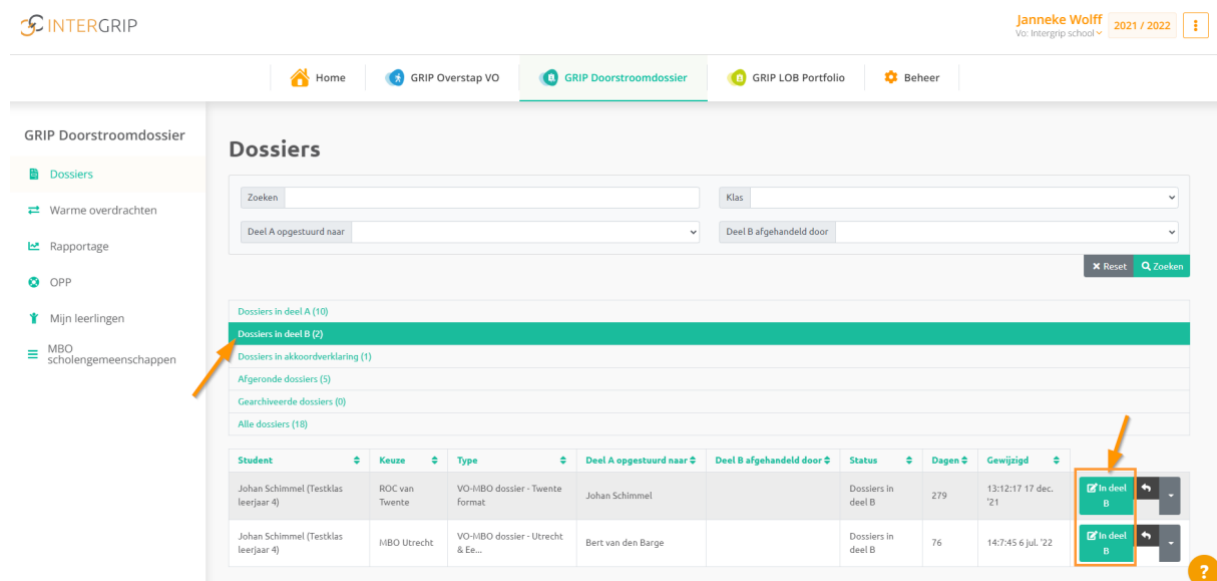 INTERGRIP
Janneke Wolff
Vo: Intergrip school
2021 / 2022
Home
GRIP Overstap VO
GRIP Doorstroomdossier
GRIP LOB Portfolio
Beheer
GRIP Doorstroomdossier
Dossiers
Warme overdrachten
Rapportage
OPP
Mijn leerlingen
MBO
scholengemeenschappen
Dossiers
Zoeken
Klas
Deel A opgestuurd naar
Deel B afgehandeld door
Reset
Zoeken
Dossiers in deel A (10)
Dossiers in deel B (2)
Dossiers in akkoordverklaring (1)
Afgeronde dossiers (5)
Gearchiveerde dossiers (0)
Alle dossiers (18)
Student Keuze Type Deel A opgestuurd naar Deel B afgehandeld door Status Dagen Gewijzigd
Johan Schimmel (Testklas
leerjaar 4)
ROC van
Twente
VO-MBO dossier - Twente
format
Johan Schimmel
Dossiers in
deel B
279
13:12:17 17 dec.
'21
In deel
B
Johan Schimmel (Testklas
leerjaar 4)
MBO Utrecht
VO-MBO dossier - Utrecht
& Ee...
Bert van den Barge
Dossiers in
deel B
76
14:7:45 6 jul. '22
In deel
B
?